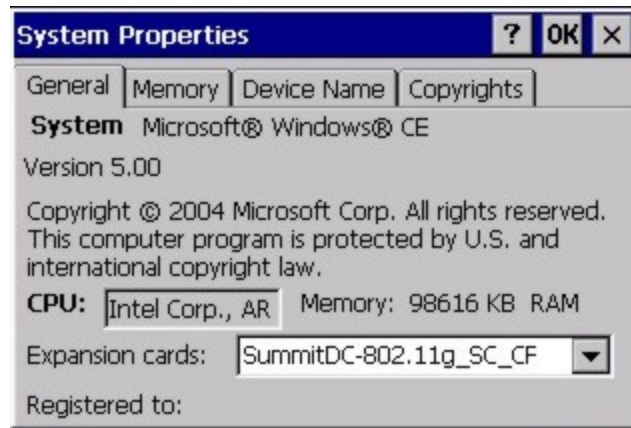 System Properties ? OK ×
General Memory Device Name Copyrights
System Microsoft® Windows® CE
Version 5.00
Copyright © 2004 Microsoft Corp. All rights reserved.
This computer program is protected by U.S. and
international copyright law.
CPU: Intel Corp., AR Memory: 98616 KB RAM
Expansion cards: SummitDC-802.11g_SC_CF
Registered to: